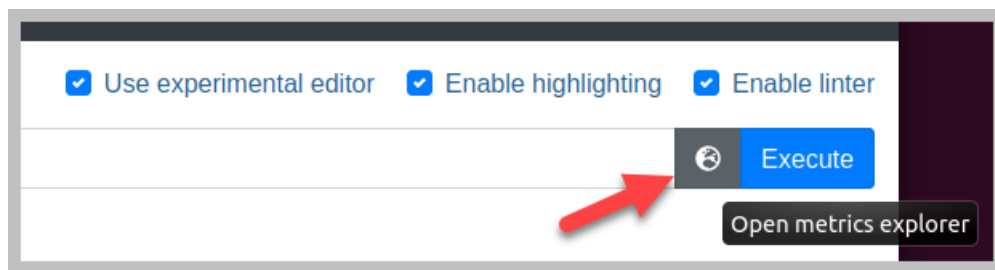 Use experimental editor Enable highlighting Enable linter
Execute
Open metrics explorer